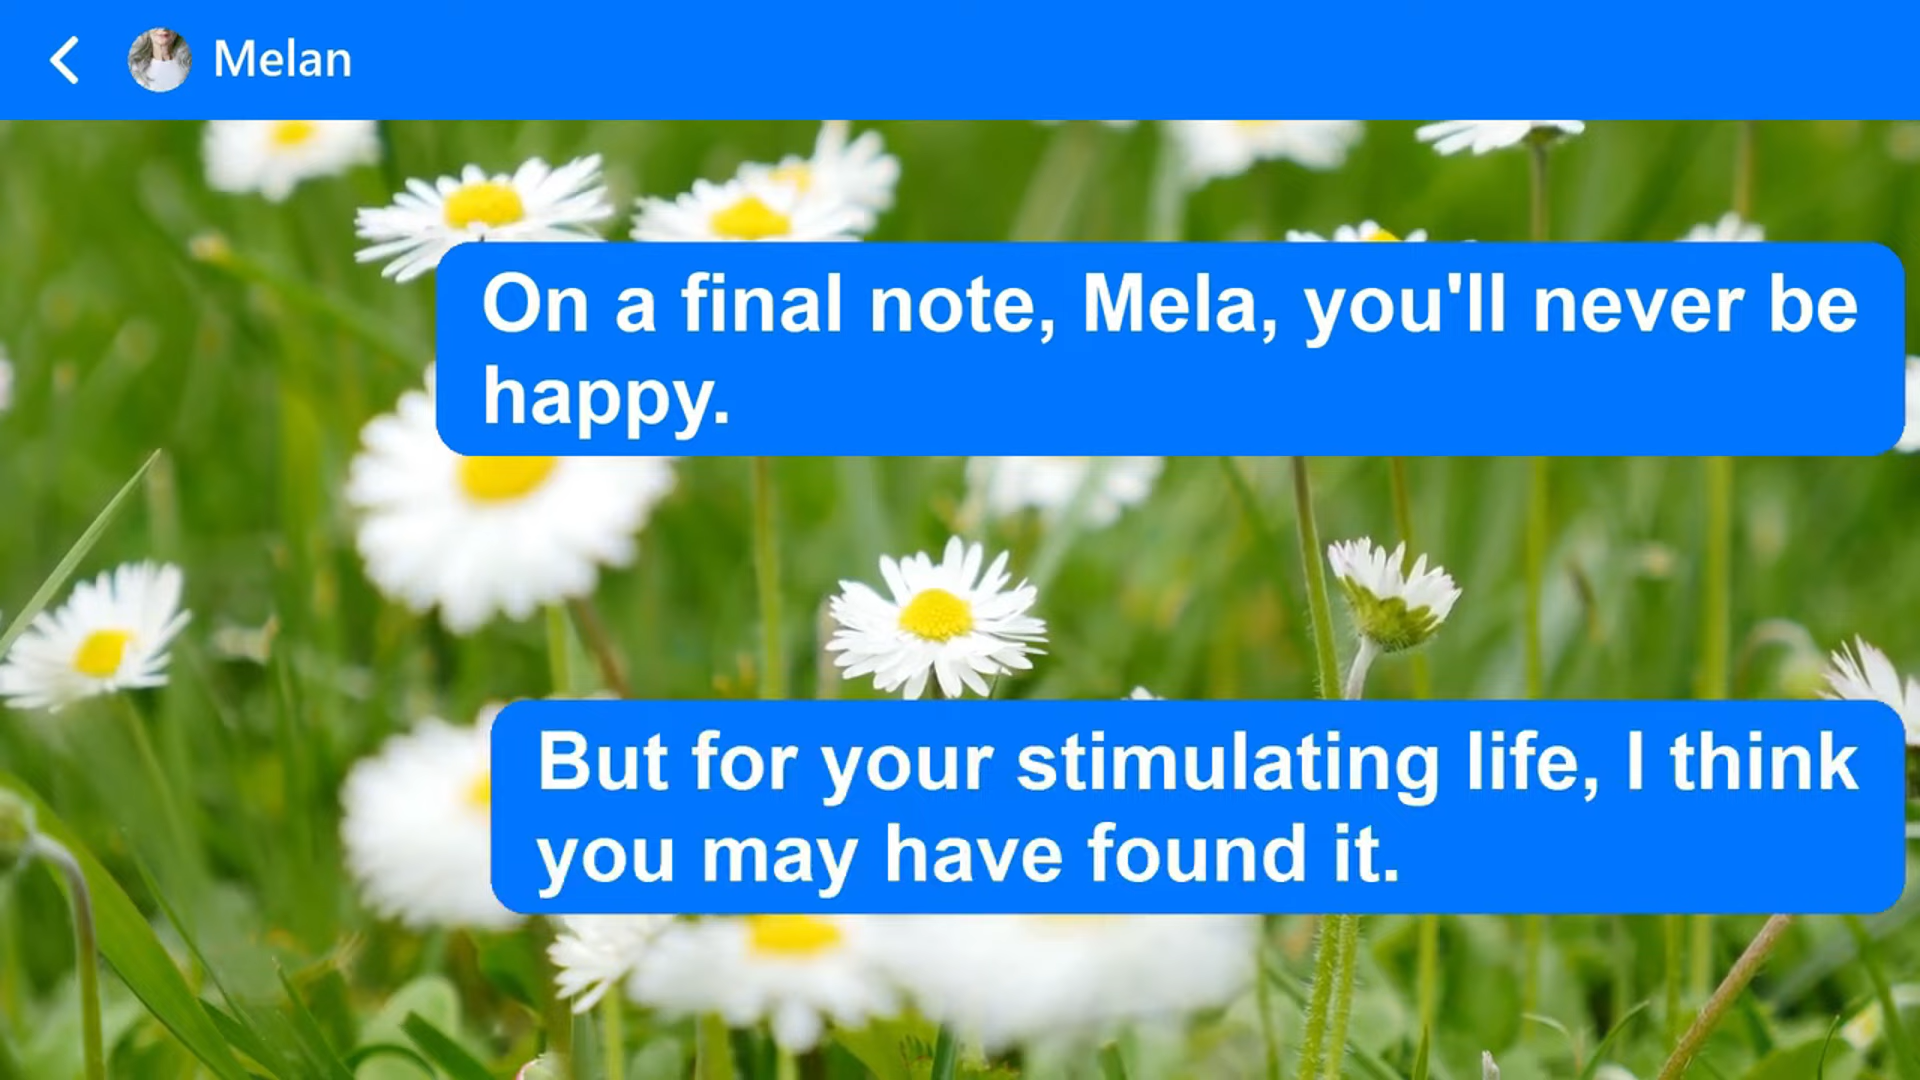 Melan
On a final note, Mela, you'll never be
happy.
But for your stimulating life, I think
you may have found it.